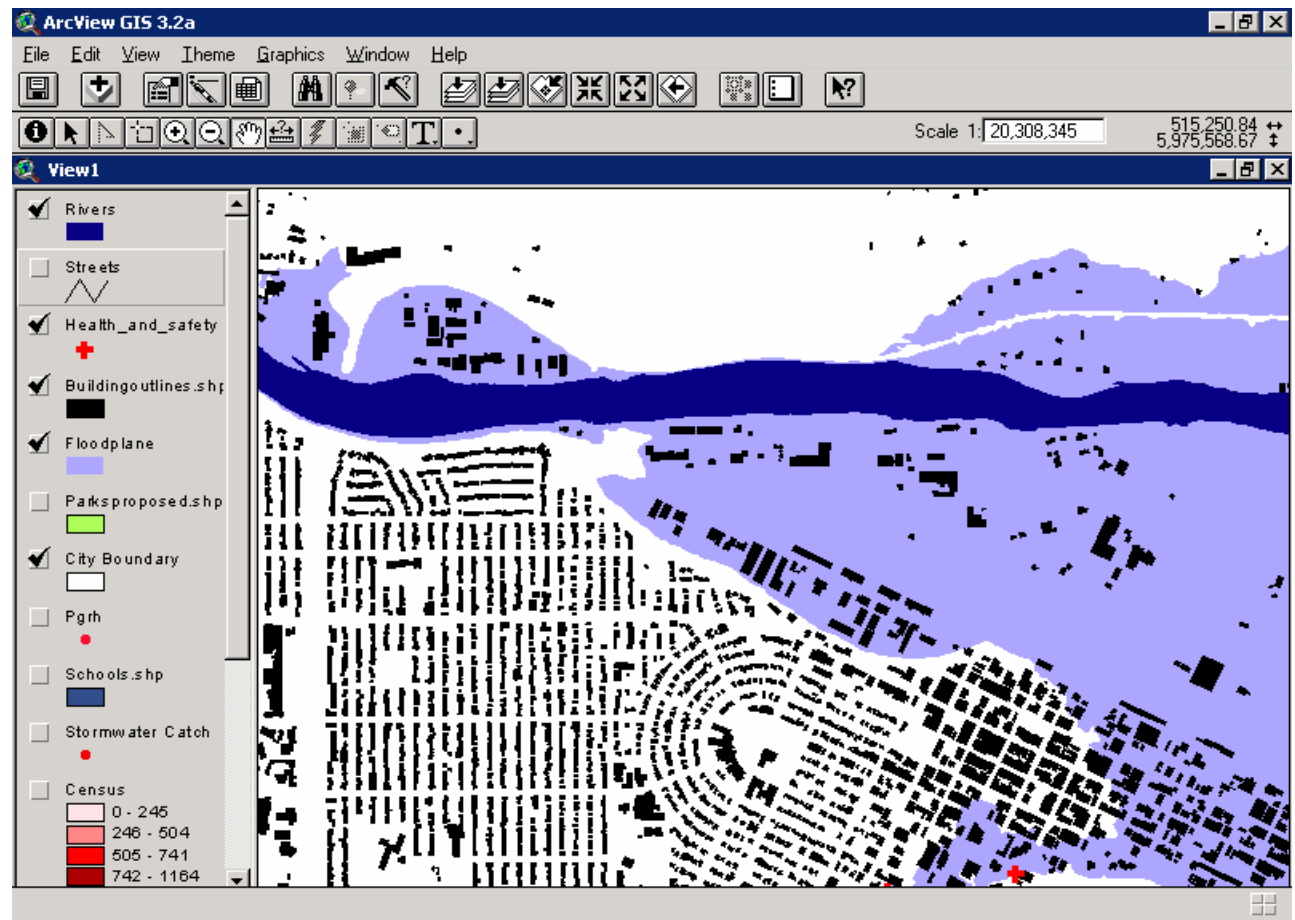 ArcView GIS 3.2a
File Edit View Theme Graphics Window Help
Scale 1: 20,308,345
515,250.84
5,975,568.67
View1
Rivers
Streets
Health_and_safety
Buildingoutlines.shp
Floodplane
Parksproposed.shp
City Boundary
Pgrh
Schools.shp
Stormwater Catch
Census
0 - 245
246 - 504
505 - 741
742 - 1164